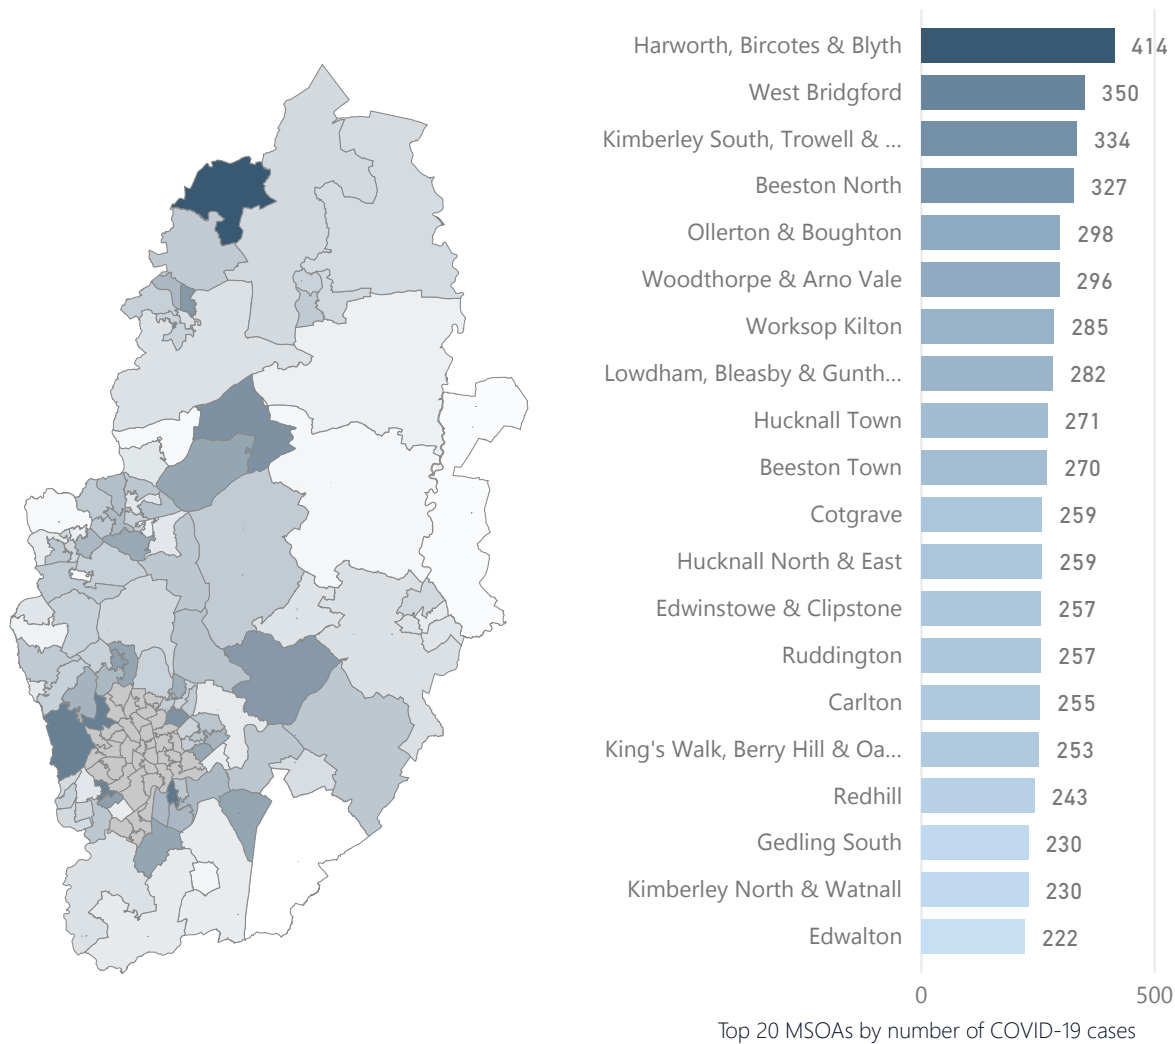 Harworth, Bircotes & Blyth 414
West Bridgford 350
Kimberley South, Trowell & ... 334
Beeston North 327
Ollerton & Boughton 298
Woodthorpe & Arno Vale 296
Worksop Kilton 285
Lowdham, Bleasby & Gunth... 282
Hucknall Town 271
Beeston Town 270
Cotgrave 259
Hucknall North & East 259
Edwinstowe & Clipstone 257
Ruddington 257
Carlton 255
King's Walk, Berry Hill & Oa... 253
Redhill 243
Gedling South 230
Kimberley North & Watnall 230
Edwalton 222
0 500
Top 20 MSOAs by number of COVID-19 cases